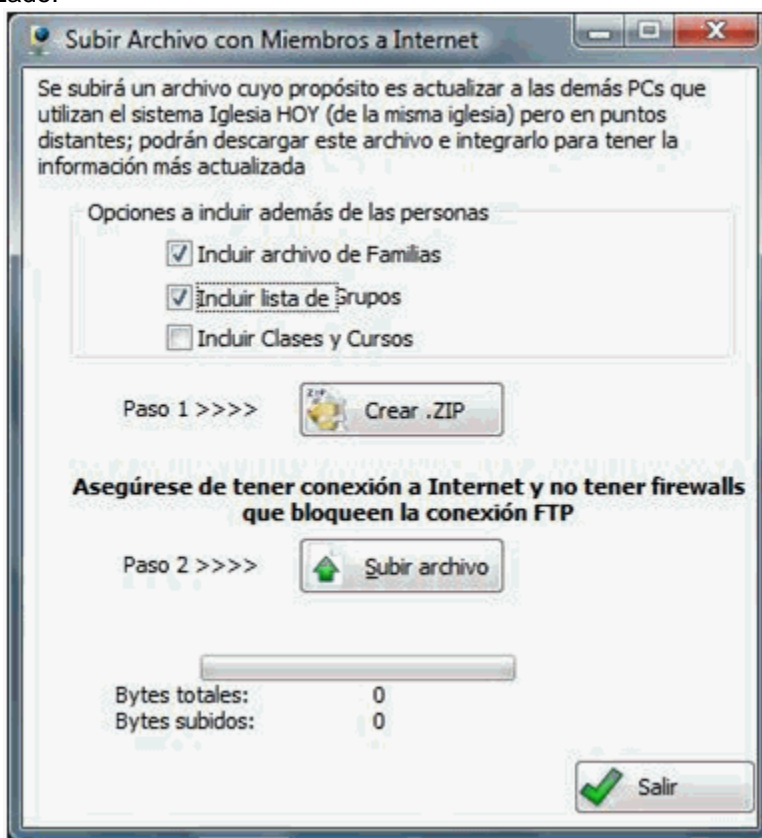 Subir Archivo con Miembros a Internet
Se subirá un archivo cuyo propósito es actualizar a las demás PCs que
utilizan el sistema Iglesia HOY (de la misma iglesia) pero en puntos
distantes; podrán descargar este archivo e integrarlo para tener la
información más actualizada
Opciones a incluir además de las personas
Incluir archivo de Familias
Incluir lista de Grupos
Incluir Clases y Cursos
Paso 1 >>>> Crear .ZIP
Asegúrese de tener conexión a Internet y no tener firewalls
que bloqueen la conexión FTP
Paso 2 >>>> Subir archivo
Bytes totales: 0
Bytes subidos: 0
Salir